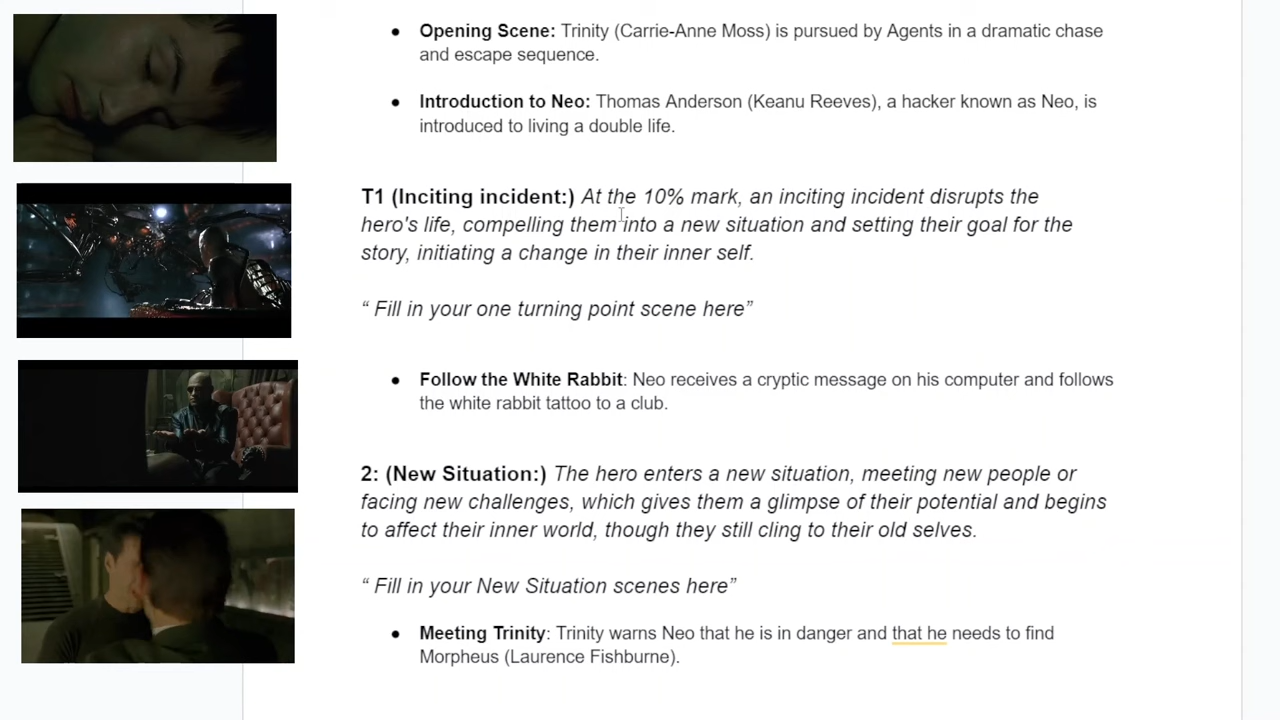 ● Opening Scene: Trinity (Carrie-Anne Moss) is pursued by Agents in a dramatic chase
and escape sequence.
● Introduction to Neo: Thomas Anderson (Keanu Reeves), a hacker known as Neo, is
introduced to living a double life.
T1 (Inciting incident:) At the 10% mark, an inciting incident disrupts the
hero's life, compelling them into a new situation and setting their goal for the
story, initiating a change in their inner self.
“ Fill in your one turning point scene here”
● Follow the White Rabbit: Neo receives a cryptic message on his computer and follows
the white rabbit tattoo to a club.
2: (New Situation:) The hero enters a new situation, meeting new people or
facing new challenges, which gives them a glimpse of their potential and begins
to affect their inner world, though they still cling to their old selves.
“ Fill in your New Situation scenes here”
● Meeting Trinity: Trinity warns Neo that he is in danger and that he needs to find
Morpheus (Laurence Fishburne).